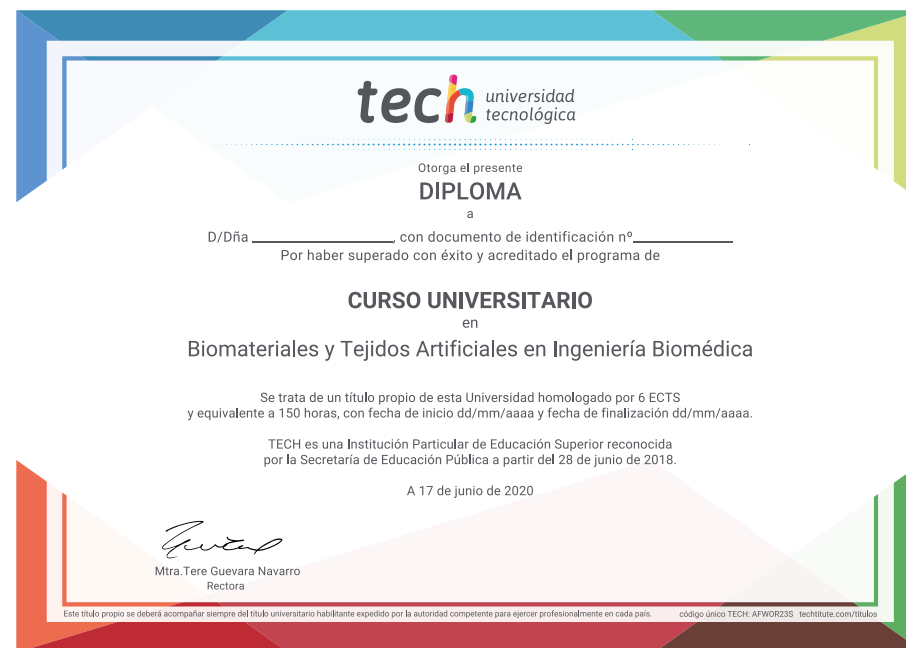 tech universidad
tecnológica
Otorga el presente
DIPLOMA
a
D/Dña ____________________, con documento de identificación nº______________
Por haber superado con éxito y acreditado el programa de
CURSO UNIVERSITARIO
en
Biomateriales y Tejidos Artificiales en Ingeniería Biomédica
Se trata de un título propio de esta Universidad homologado por 6 ECTS
y equivalente a 150 horas, con fecha de inicio dd/mm/aaaa y fecha de finalización dd/mm/aaaa.
TECH es una Institución Particular de Educación Superior reconocida
por la Secretaría de Educación Pública a partir del 28 de junio de 2018.
A 17 de junio de 2020
Mtra.Tere Guevara Navarro
Rectora
Este título propio se deberá acompañar siempre del título universitario habilitante expedido por la autoridad competente para ejercer profesionalmente en cada país. código único TECH: AFWOR23S techtitute.com/titulos